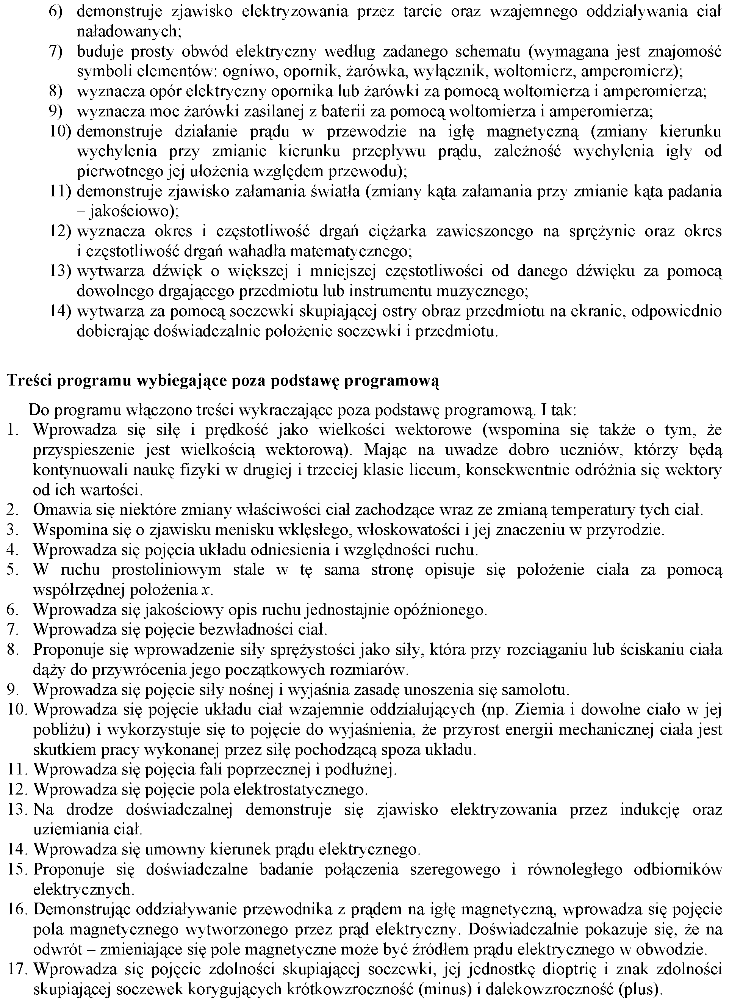 6) demonstruje zjawisko elektryzowania przez tarcie oraz wzajemnego oddziaływania ciał
naładowanych;
7) buduje prosty obwód elektryczny według zadanego schematu (wymagana jest znajomość
symboli elementów: ogniwo, opornik, żarówka, wyłącznik, woltomierz, amperomierz);
8) wyznacza opór elektryczny opornika lub żarówki za pomocą woltomierza i amperomierza;
9) wyznacza moc żarówki zasilanej z baterii za pomocą woltomierza i amperomierza;
10) demonstruje działanie prądu w przewodzie na igłę magnetyczną (zmiany kierunku
wychylenia przy zmianie kierunku przepływu prądu, zależność wychylenia igły od
pierwotnego jej ułożenia względem przewodu);
11) demonstruje zjawisko załamania światła (zmiany kąta załamania przy zmianie kąta padania
– jakościowo);
12) wyznacza okres i częstotliwość drgań ciężarka zawieszonego na sprężynie oraz okres
i częstotliwość drgań wahadła matematycznego;
13) wytwarza dźwięk o większej i mniejszej częstotliwości od danego dźwięku za pomocą
dowolnego drgającego przedmiotu lub instrumentu muzycznego;
14) wytwarza za pomocą soczewki skupiającej ostry obraz przedmiotu na ekranie, odpowiednio
dobierając doświadczalnie położenie soczewki i przedmiotu.
Treści programu wybiegające poza podstawę programową
Do programu włączono treści wykraczające poza podstawę programową. I tak:
1. Wprowadza się siłę i prędkość jako wielkości wektorowe (wspomina się także o tym, że
przyspieszenie jest wielkością wektorową). Mając na uwadze dobro uczniów, którzy będą
kontynuowali naukę fizyki w drugiej i trzeciej klasie liceum, konsekwentnie odróżnia się wektory
od ich wartości.
2. Omawia się niektóre zmiany właściwości ciał zachodzące wraz ze zmianą temperatury tych ciał.
3. Wspomina się o zjawisku menisku wklęsłego, włoskowatości i jej znaczeniu w przyrodzie.
4. Wprowadza się pojęcia układu odniesienia i względności ruchu.
5. W ruchu prostoliniowym stale w tę sama stronę opisuje się położenie ciała za pomocą
współrzędnej położenia x.
6. Wprowadza się jakościowy opis ruchu jednostajnie opóźnionego.
7. Wprowadza się pojęcie bezwładności ciał.
8. Proponuje się wprowadzenie siły sprężystości jako siły, która przy rozciąganiu lub ściskaniu ciała
dąży do przywrócenia jego początkowych rozmiarów.
9. Wprowadza się pojęcie siły nośnej i wyjaśnia zasadę unoszenia się samolotu.
10. Wprowadza się pojęcie układu ciał wzajemnie oddziałujących (np. Ziemia i dowolne ciało w jej
pobliżu) i wykorzystuje się to pojęcie do wyjaśnienia, że przyrost energii mechanicznej ciała jest
skutkiem pracy wykonanej przez siłę pochodzącą spoza układu.
11. Wprowadza się pojęcia fali poprzecznej i podłużnej.
12. Wprowadza się pojęcie pola elektrostatycznego.
13. Na drodze doświadczalnej demonstruje się zjawisko elektryzowania przez indukcję oraz
uziemiania ciał.
14. Wprowadza się umowny kierunek prądu elektrycznego.
15. Proponuje się doświadczalne badanie połączenia szeregowego i równoległego odbiorników
elektrycznych.
16. Demonstrując oddziaływanie przewodnika z prądem na igłę magnetyczną, wprowadza się pojęcie
pola magnetycznego wytworzonego przez prąd elektryczny. Doświadczalnie pokazuje się, że na
odwrót – zmieniające się pole magnetyczne może być źródłem prądu elektrycznego w obwodzie.
17. Wprowadza się pojęcie zdolności skupiającej soczewki, jej jednostkę dioptrię i znak zdolności
skupiającej soczewek korygujących krótkowzroczność (minus) i dalekowzroczność (plus).